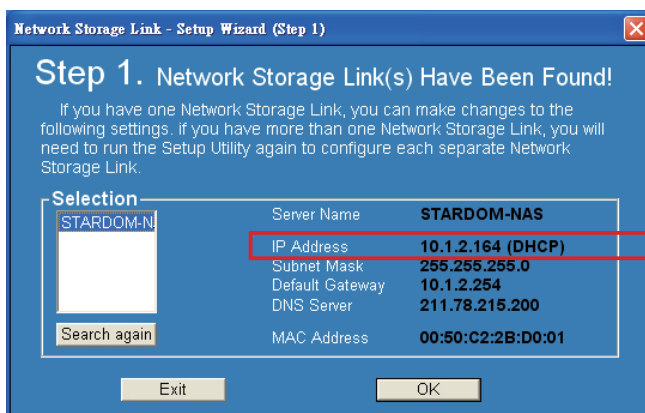 Network Storage Link - Setup Wizard (Step 1)
Step 1. Network Storage Link(s) Have Been Found!
If you have one Network Storage Link, you can make changes to the
following settings. if you have more than one Network Storage Link, you will
need to run the Setup Utility again to configure each separate Network
Storage Link.
Selection
STARDOM-N
Server Name STARDOM-NAS
IP Address 10.1.2.164 (DHCP)
Subnet Mask 255.255.255.0
Default Gateway 10.1.2.254
DNS Server 211.78.215.200
Search again
MAC Address 00:50:C2:2B:D0:01
Exit
OK